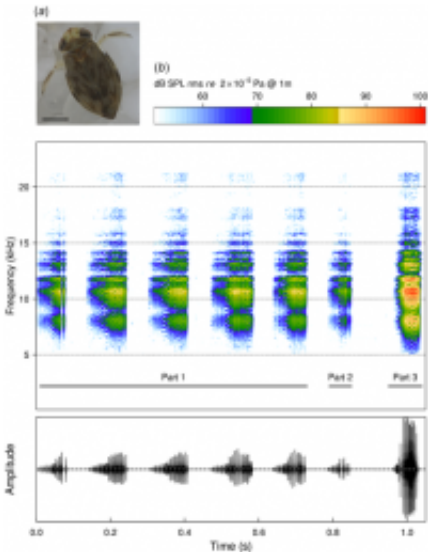 (a)
(b)
dB SPL rms re 2×10⁻⁵ Pa @ 1m
60 70 80 90 100
Frequency (kHz)
20
15
10
5
Part 1 Part 2 Part 3
Amplitude
0.0 0.2 0.4 0.6 0.8 1.0
Time (s)